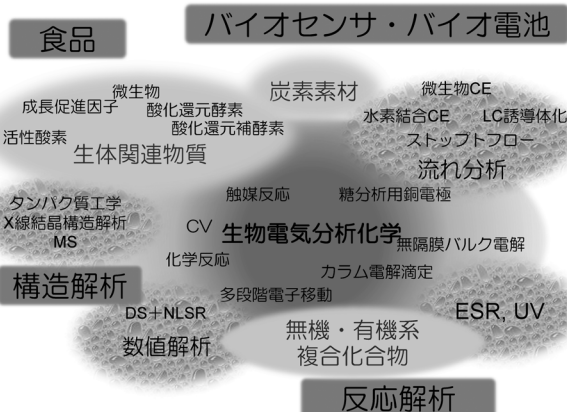 食品
バイオセンサ・バイオ電池
微生物
成長促進因子
酸化還元酵素
酸化還元補酵素
活性酸素
生体関連物質
炭素素材
微生物CE
水素結合CE
LC誘導体化
ストップトフロー
流れ分析
タンパク質工学
X線結晶構造解析
MS
触媒反応
糖分析用銅電極
CV
生物電気分析化学
無隔膜バルク電解
化学反応
カラム電解滴定
多段階電子移動
構造解析
DS+NLSR
数値解析
無機・有機系
複合化合物
ESR, UV
反応解析